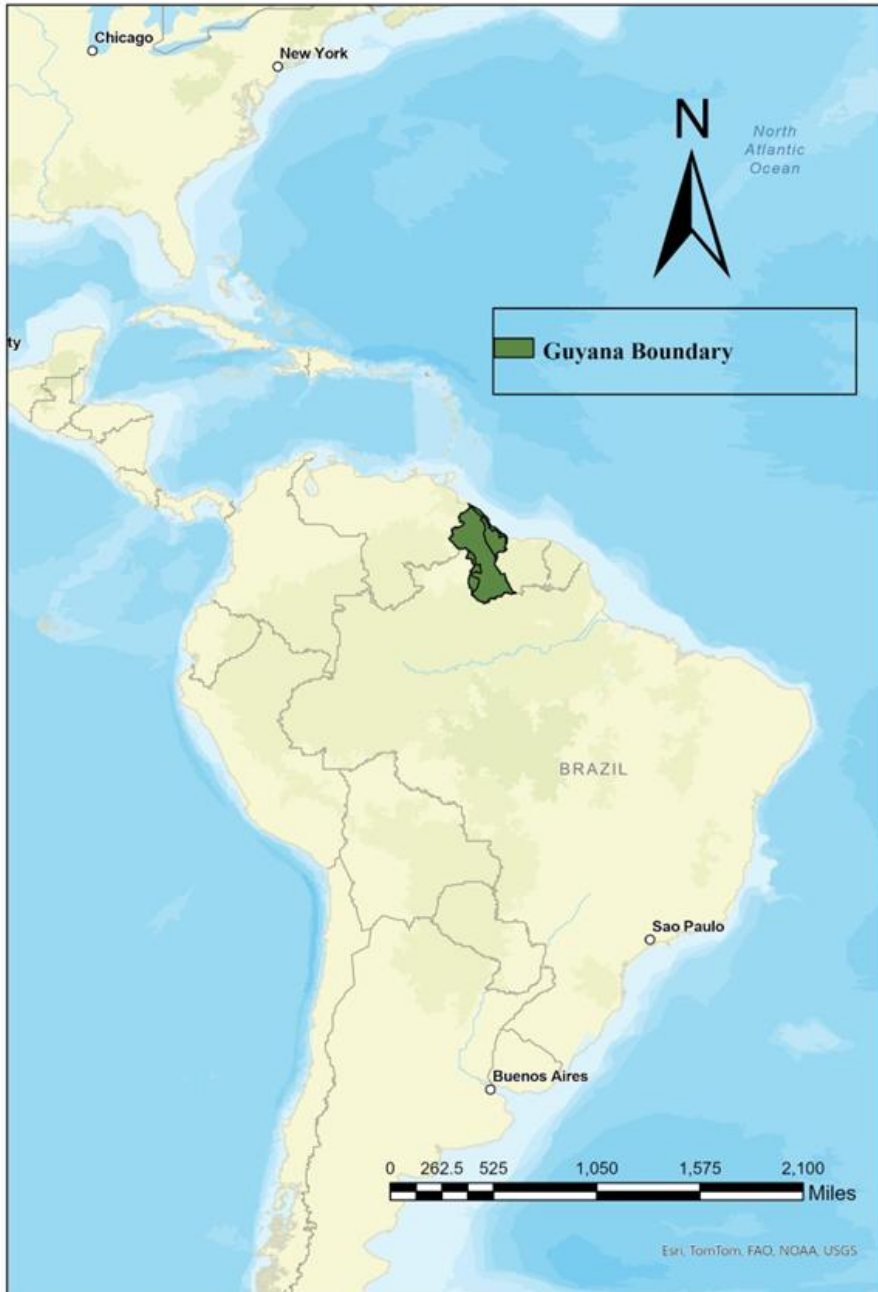 Chicago
New York
N
North
Atlantic
Ocean
Guyana Boundary
ty
BRAZIL
Sao Paulo
Buenos Aires
0 262.5 525 1,050 1,575 2,100
Miles
Esri, TomTom, FAO, NOAA, USGS